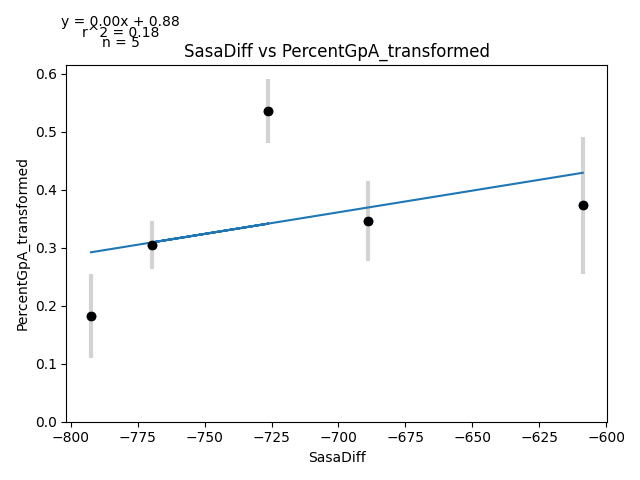 y = 0.00x + 0.88
r^2 = 0.18
n = 5
SasaDiff vs PercentGpA_transformed
0.6
0.5
0.4
0.3
0.2
0.1
0.0
PercentGpA_transformed
−800
−775
−750
−725
−700
−675
−650
−625
−600
SasaDiff